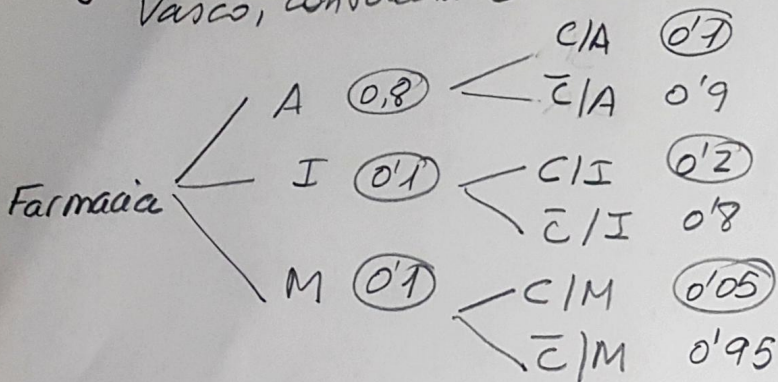 Vasco,
C/A 0'1
A 0,8
C̄/A 0'9
I 0'1
C/I 0'2
Farmacia
C̄/I 0'8
M 0'1
C/M 0'05
C̄/M 0'95